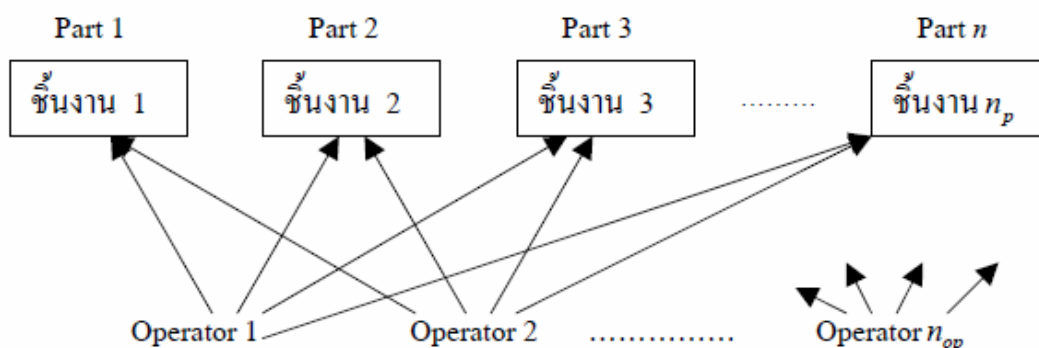 Part 1 Part 2 Part 3 Part n
ชิ้นงาน 1 ชิ้นงาน 2 ชิ้นงาน 3 ......... ชิ้นงาน n_p
Operator 1 Operator 2 ............... Operator n_op